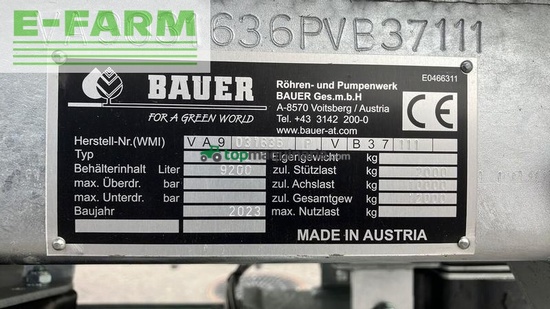 E-FARM
636PVB37111
BAUER
FOR A GREEN WORLD
Röhren- und Pumpenwerk
BAUER Ges.m.b.H
A-8570 Voitsberg / Austria
Tel. +43 3142 200-0
www.bauer-at.com
E0466311
CE
Herstell-Nr.(WMI) VA9 037636 P VB37 111
Typ
Eigengewicht kg
Behälterinhalt Liter 9200
zul. Stützlast kg 2000
max. Überdr. bar
zul. Achslast kg 10000
max. Unterdr. bar
zul. Gesamtgew kg 12000
Baujahr 2023
max. Nutzlast kg
MADE IN AUSTRIA